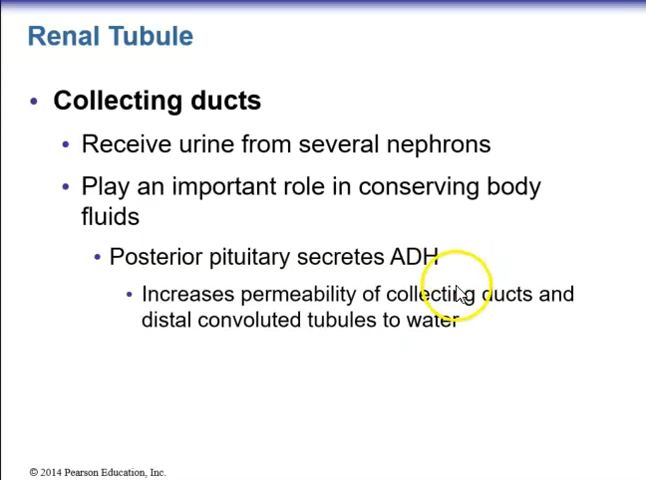 Renal Tubule
• Collecting ducts
• Receive urine from several nephrons
• Play an important role in conserving body
fluids
• Posterior pituitary secretes ADH
• Increases permeability of collecting ducts and
distal convoluted tubules to water
© 2014 Pearson Education, Inc.